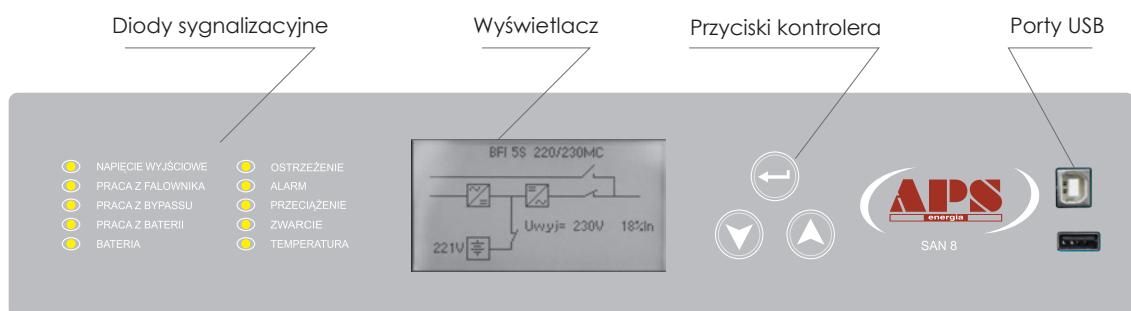 Diody sygnalizacyjne
Wyświetlacz
Przyciski kontrolera
Porty USB
NAPIĘCIE WYJŚCIOWE
PRACA Z FALOWNIKA
PRACA Z BYPASSU
PRACA Z BATERII
BATERIA
OSTRZEŻENIE
ALARM
PRZECIĄŻENIE
ZWARCIE
TEMPERATURA
BFI 5S 220/230MC
Uwyj= 230V 18%In
221V
APS
energia
SAN 8